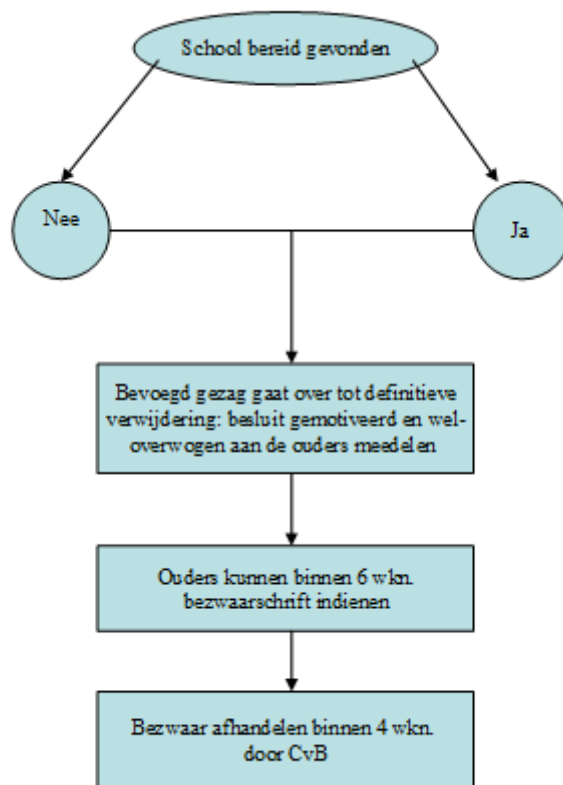 School bereid gevonden
Nee
Ja
Bevoegd gezag gaat over tot definitieve
verwijdering: besluit gemotiveerd en wel-
overwogen aan de ouders meedelen
Ouders kunnen binnen 6 wkn.
bezwaarschrift indienen
Bezwaar afhandelen binnen 4 wkn.
door CvB